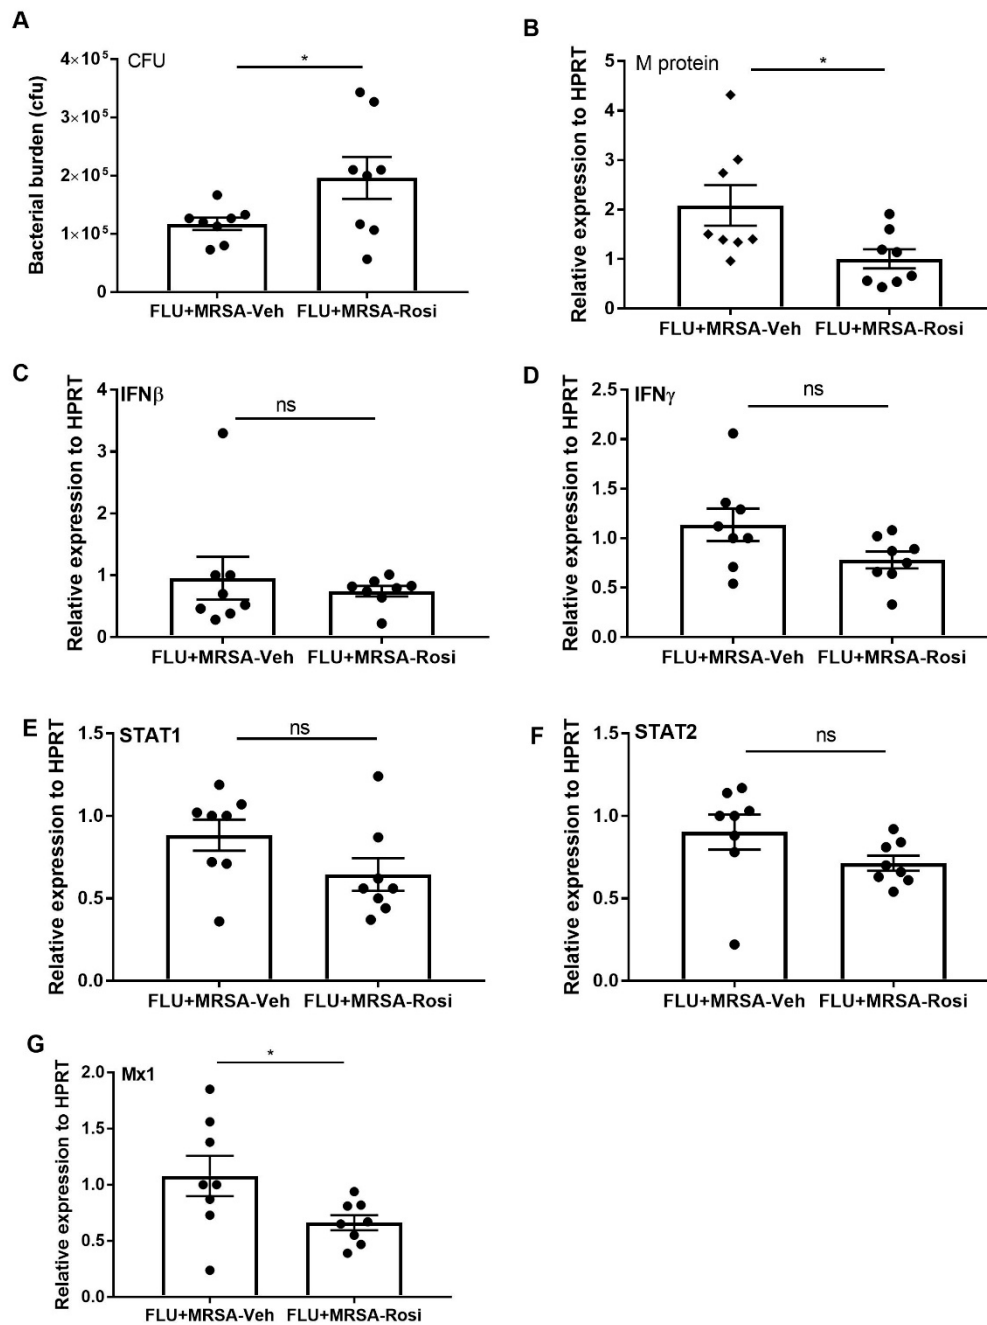 A
CFU
*
Bacterial burden (cfu)
4×10⁵
3×10⁵
2×10⁵
1×10⁵
0
FLU+MRSA-Veh FLU+MRSA-Rosi
B
M protein
*
Relative expression to HPRT
5
4
3
2
1
0
FLU+MRSA-Veh FLU+MRSA-Rosi
C
IFNβ
ns
Relative expression to HPRT
4
3
2
1
0
FLU+MRSA-Veh FLU+MRSA-Rosi
D
IFNγ
ns
Relative expression to HPRT
2.5
2.0
1.5
1.0
0.5
0.0
FLU+MRSA-Veh FLU+MRSA-Rosi
E
STAT1
ns
Relative expression to HPRT
1.5
1.0
0.5
0.0
FLU+MRSA-Veh FLU+MRSA-Rosi
F
STAT2
ns
Relative expression to HPRT
1.5
1.0
0.5
0.0
FLU+MRSA-Veh FLU+MRSA-Rosi
G
Mx1
*
Relative expression to HPRT
2.0
1.5
1.0
0.5
0.0
FLU+MRSA-Veh FLU+MRSA-Rosi